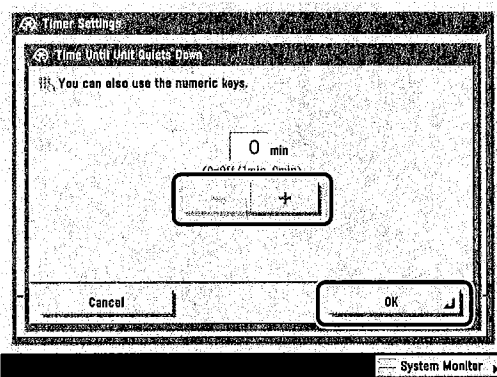 Timer Settings
Time Until Unit Quiets Down
You can also use the numeric keys.
0 min
- +
Cancel OK
System Monitor